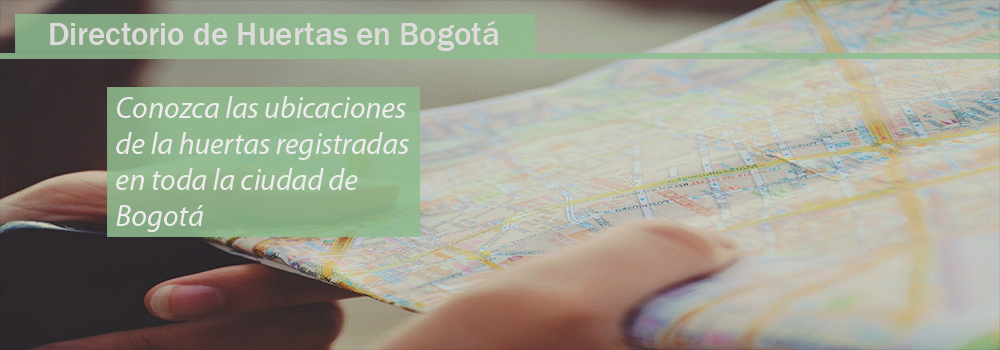 Directorio de Huertas en Bogotá
Conozca las ubicaciones
de la huertas registradas
en toda la ciudad de
Bogotá